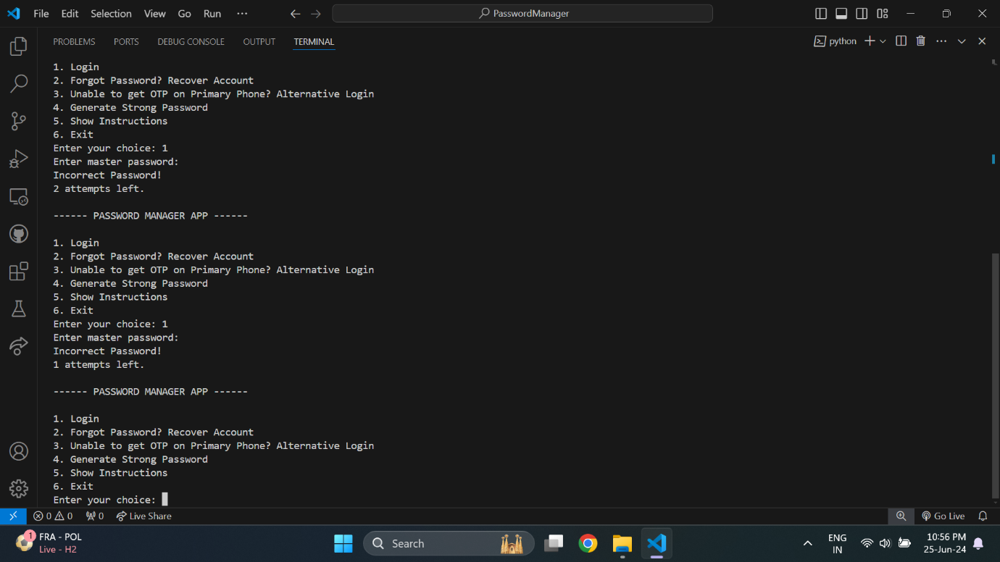 File Edit Selection View Go Run ··· PasswordManager
PROBLEMS PORTS DEBUG CONSOLE OUTPUT TERMINAL python
1. Login
2. Forgot Password? Recover Account
3. Unable to get OTP on Primary Phone? Alternative Login
4. Generate Strong Password
5. Show Instructions
6. Exit
Enter your choice: 1
Enter master password:
Incorrect Password!
2 attempts left.
------ PASSWORD MANAGER APP ------
1. Login
2. Forgot Password? Recover Account
3. Unable to get OTP on Primary Phone? Alternative Login
4. Generate Strong Password
5. Show Instructions
6. Exit
Enter your choice: 1
Enter master password:
Incorrect Password!
1 attempts left.
------ PASSWORD MANAGER APP ------
1. Login
2. Forgot Password? Recover Account
3. Unable to get OTP on Primary Phone? Alternative Login
4. Generate Strong Password
5. Show Instructions
6. Exit
Enter your choice:
0 0 0 Live Share Go Live
1 FRA - POL
Live - H2
Search
ENG
IN
10:56 PM
25-Jun-24